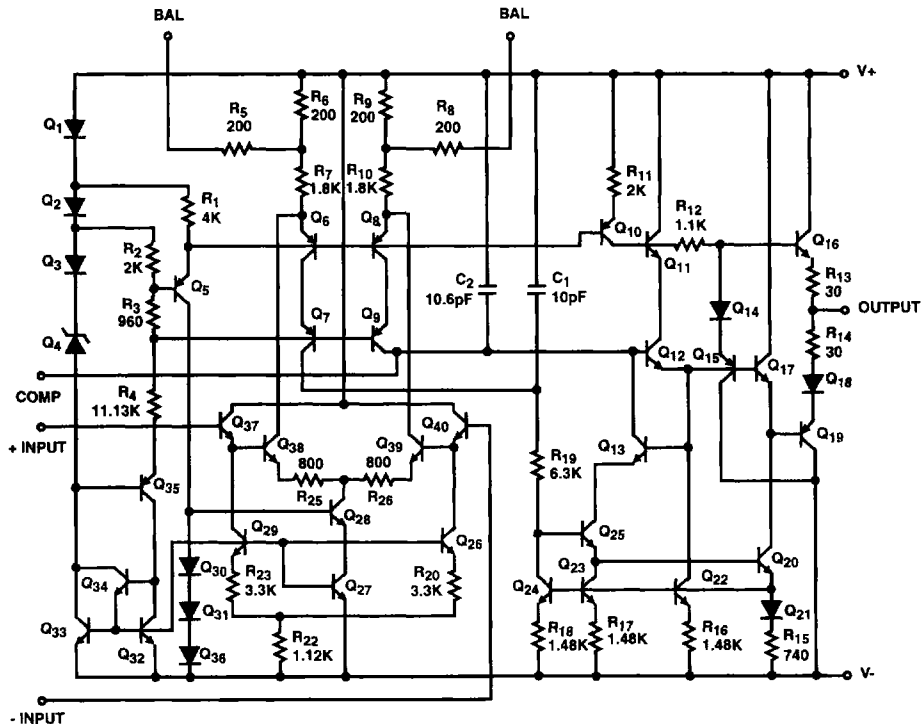 BAL
BAL
V+
R6
200
R9
200
R5
200
R8
200
Q1
R7
1.8K
R10
1.8K
R11
2K
Q2
R1
4K
R12
1.1K
Q6
Q8
Q10
Q16
R2
2K
Q3
Q11
R13
30
Q5
C2
10.6pF
C1
10pF
Q14
OUTPUT
R3
960
Q7
Q9
R14
30
Q4
Q12
Q15
Q17
Q18
COMP
R4
11.13K
Q37
Q40
Q19
+ INPUT
Q38
Q39
Q13
R19
6.3K
800
800
Q35
R25
R26
Q28
Q29
Q26
Q25
Q20
Q34
Q30
R23
3.3K
Q27
R20
3.3K
Q24
Q23
Q22
Q21
Q31
Q33
Q32
R22
1.12K
R18
1.48K
R17
1.48K
R16
1.48K
R15
740
Q36
V-
- INPUT